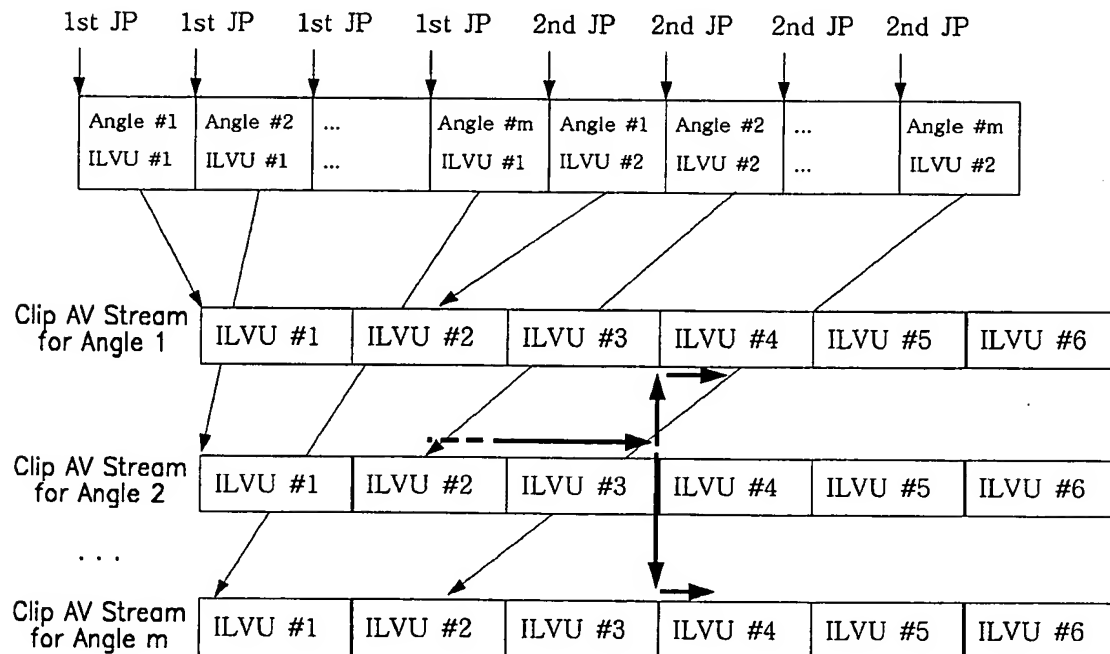 1st JP 1st JP 1st JP 1st JP 2nd JP 2nd JP 2nd JP 2nd JP
Angle #1 Angle #2 ... Angle #m Angle #1 Angle #2 ... Angle #m
ILVU #1 ILVU #1 ... ILVU #1 ILVU #2 ILVU #2 ... ILVU #2
Clip AV Stream
for Angle 1
ILVU #1 ILVU #2 ILVU #3 ILVU #4 ILVU #5 ILVU #6
Clip AV Stream
for Angle 2
ILVU #1 ILVU #2 ILVU #3 ILVU #4 ILVU #5 ILVU #6
. . .
Clip AV Stream
for Angle m
ILVU #1 ILVU #2 ILVU #3 ILVU #4 ILVU #5 ILVU #6